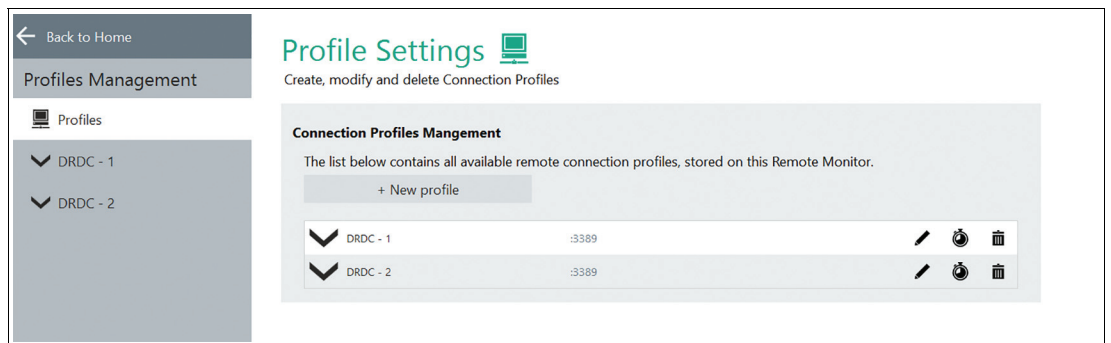 Back to Home
Profiles Management
Profiles
DRDC - 1
DRDC - 2
Profile Settings
Create, modify and delete Connection Profiles
Connection Profiles Mangement
The list below contains all available remote connection profiles, stored on this Remote Monitor.
+ New profile
DRDC - 1 :3389
DRDC - 2 :3389